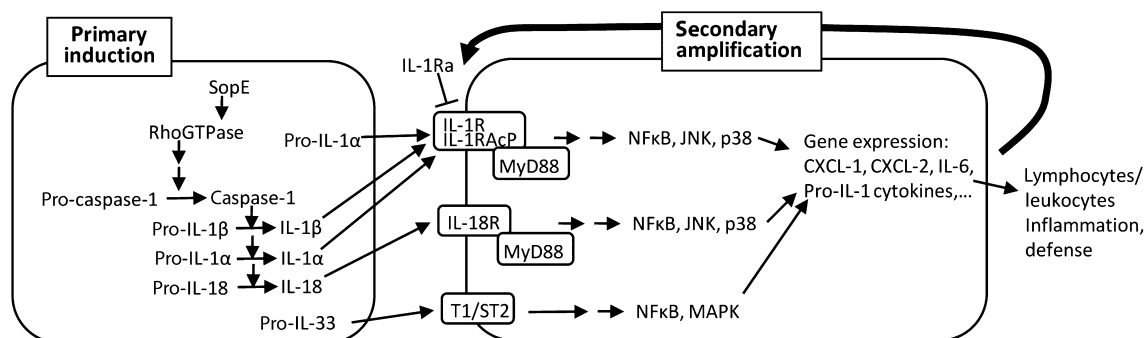 Primary
induction
Secondary
amplification
IL-1Ra
SopE
RhoGTPase
Pro-IL-1α
IL-1R
IL-1RAcP
MyD88
NFκB, JNK, p38
Gene expression:
CXCL-1, CXCL-2, IL-6,
Pro-IL-1 cytokines,...
Pro-caspase-1
Caspase-1
Lymphocytes/
leukocytes
Inflammation,
defense
Pro-IL-1β
IL-1β
IL-18R
MyD88
NFκB, JNK, p38
Pro-IL-1α
IL-1α
Pro-IL-18
IL-18
Pro-IL-33
T1/ST2
NFκB, MAPK